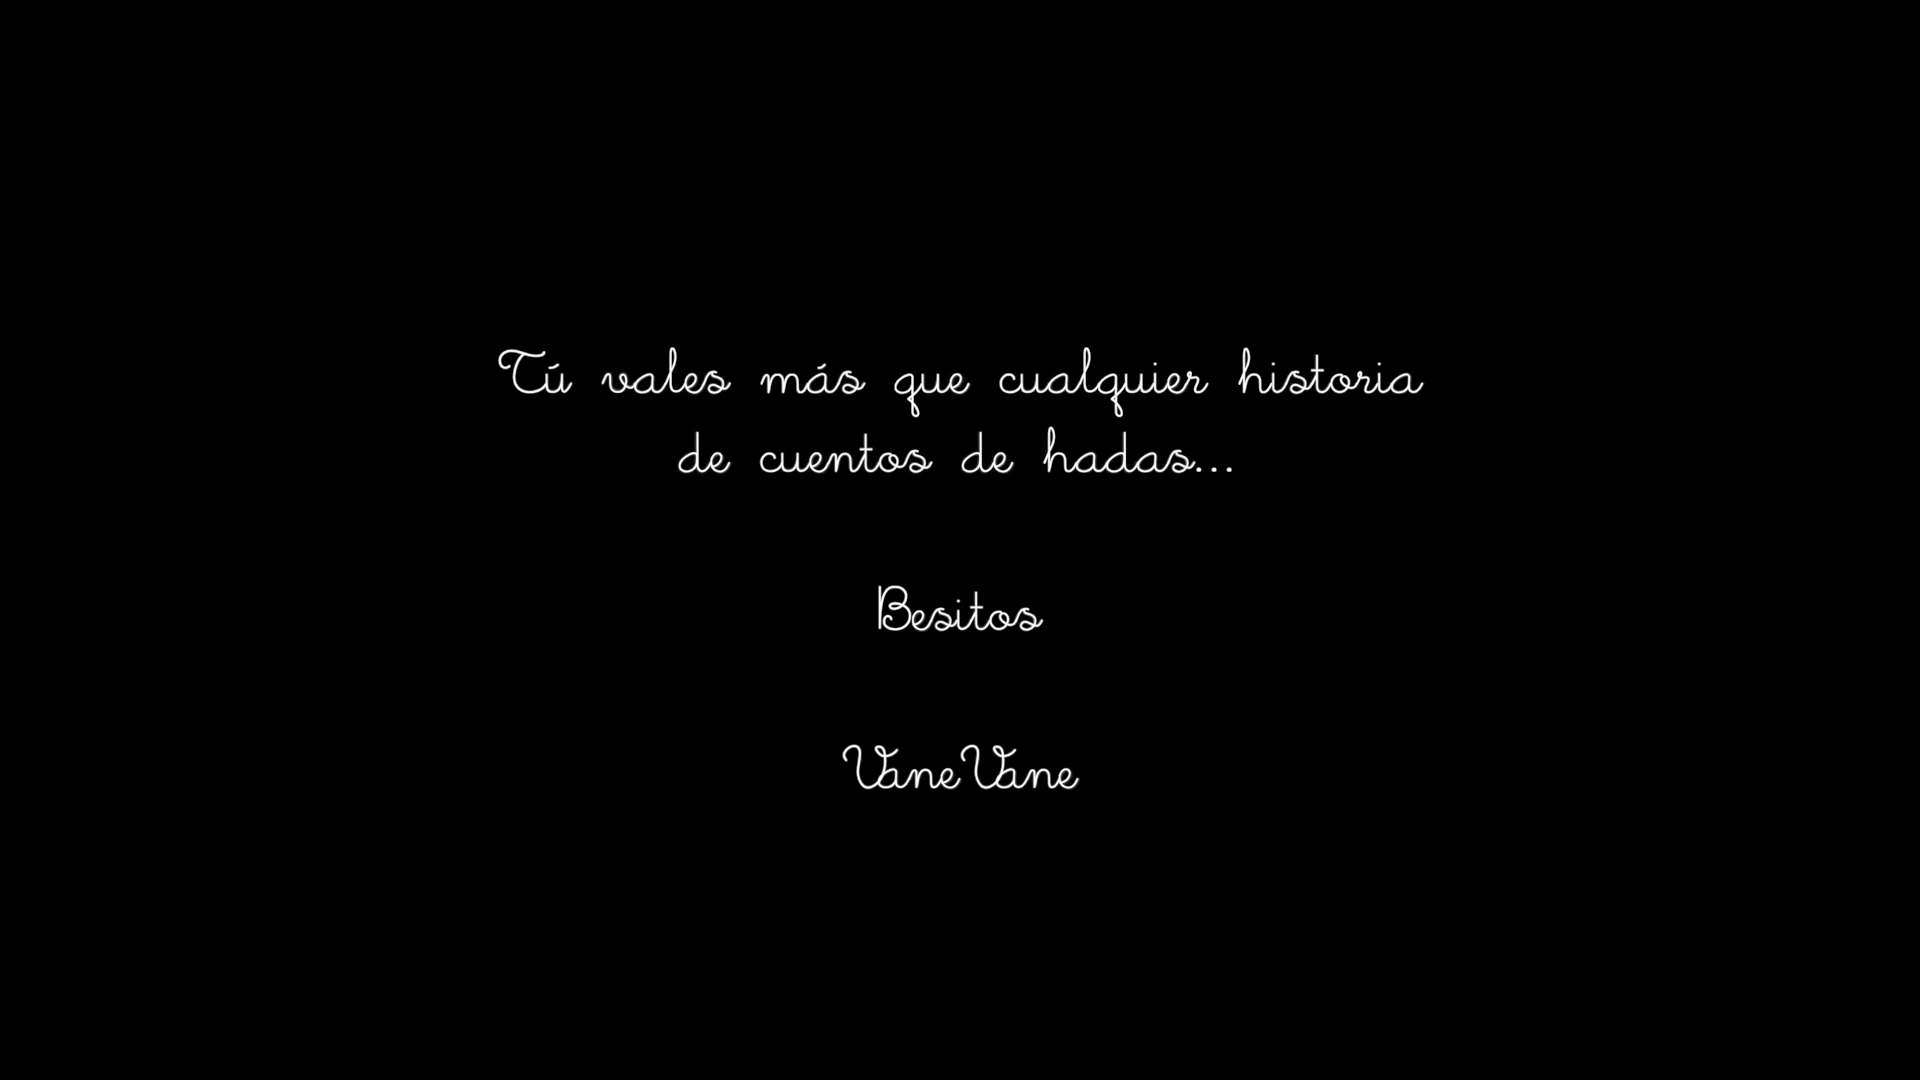 Tú vales más que cualquier historia
de cuentos de hadas...
Besitos
VaneVane